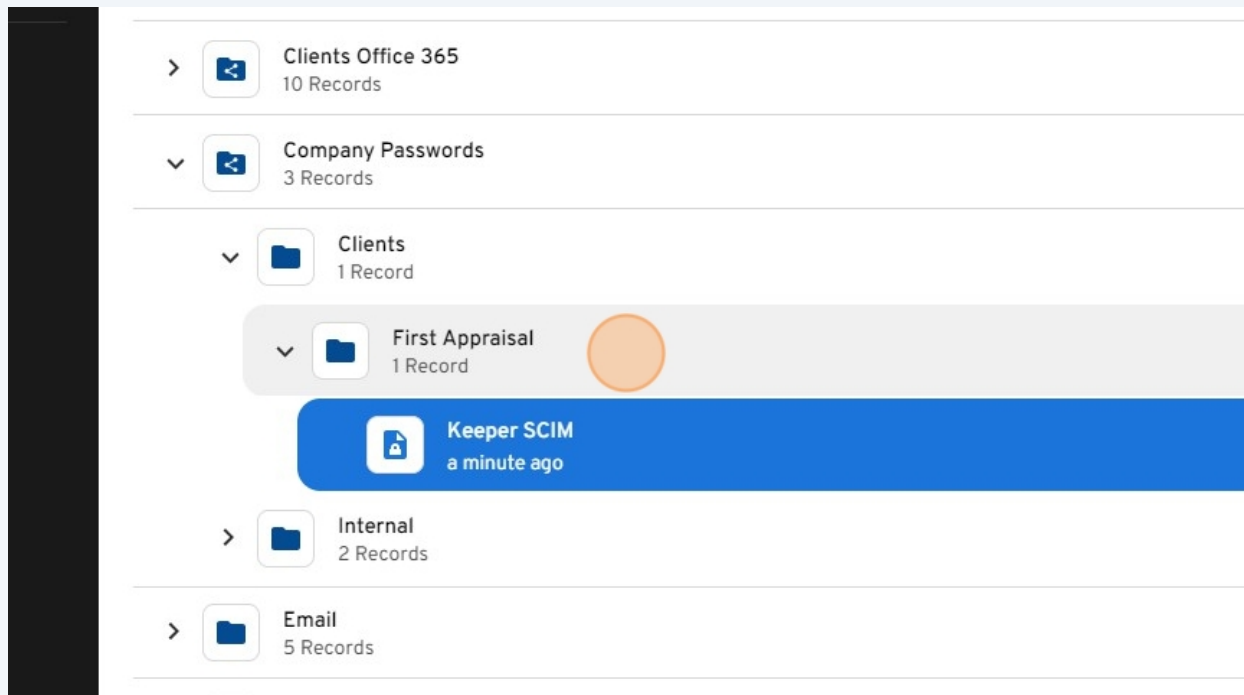 Clients Office 365
10 Records
Company Passwords
3 Records
Clients
1 Record
First Appraisal
1 Record
Keeper SCIM
a minute ago
Internal
2 Records
Email
5 Records